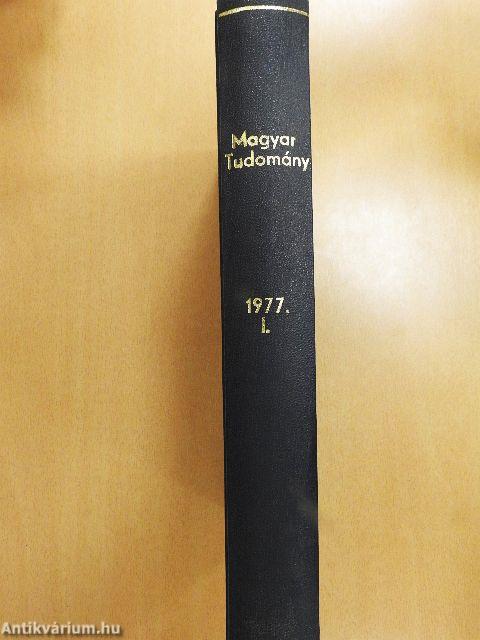 Magyar
Tudomány
1977.
I.
Antikvárium.hu